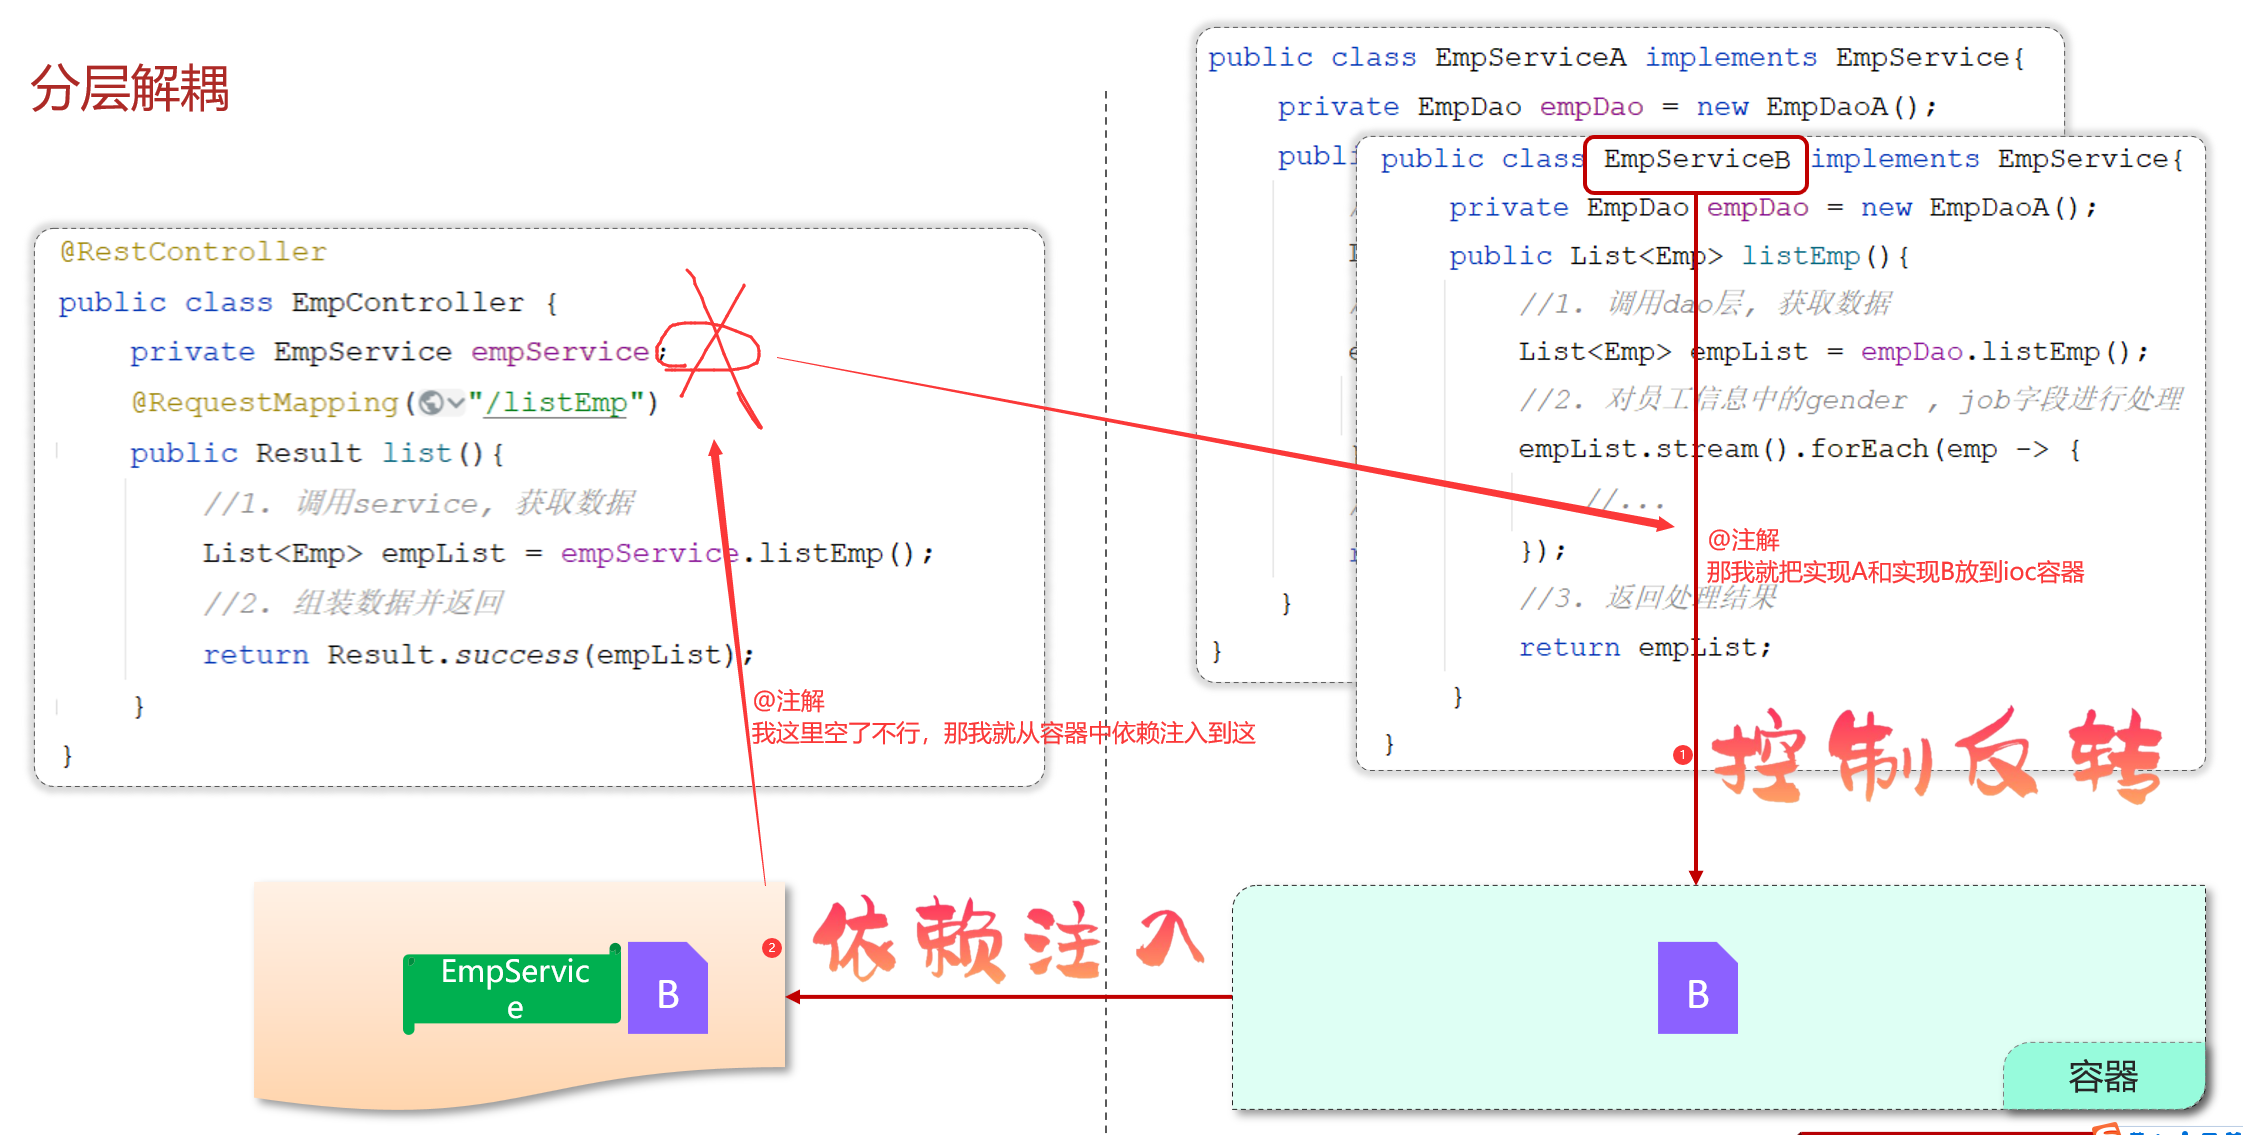 分层解耦
@RestController
public class EmpController {
private EmpService empService;
@RequestMapping("/listEmp")
public Result list(){
//1. 调用service, 获取数据
List<Emp> empList = empService.listEmp();
//2. 组装数据并返回
return Result.success(empList);
}
}
@注解
我这里空了不行，那我就从容器中依赖注入到这
public class EmpServiceA implements EmpService{
private EmpDao empDao = new EmpDaoA();
publi
}
}
public class EmpServiceB implements EmpService{
private EmpDao empDao = new EmpDaoA();
public List<Emp> listEmp(){
//1. 调用dao层, 获取数据
List<Emp> empList = empDao.listEmp();
//2. 对员工信息中的gender , job字段进行处理
empList.stream().forEach(emp -> {
//...
});
//3. 返回处理结果
return empList;
}
}
@注解
那我就把实现A和实现B放到ioc容器
1
控制反转
EmpServic
e
B
2
依赖注入
B
容器